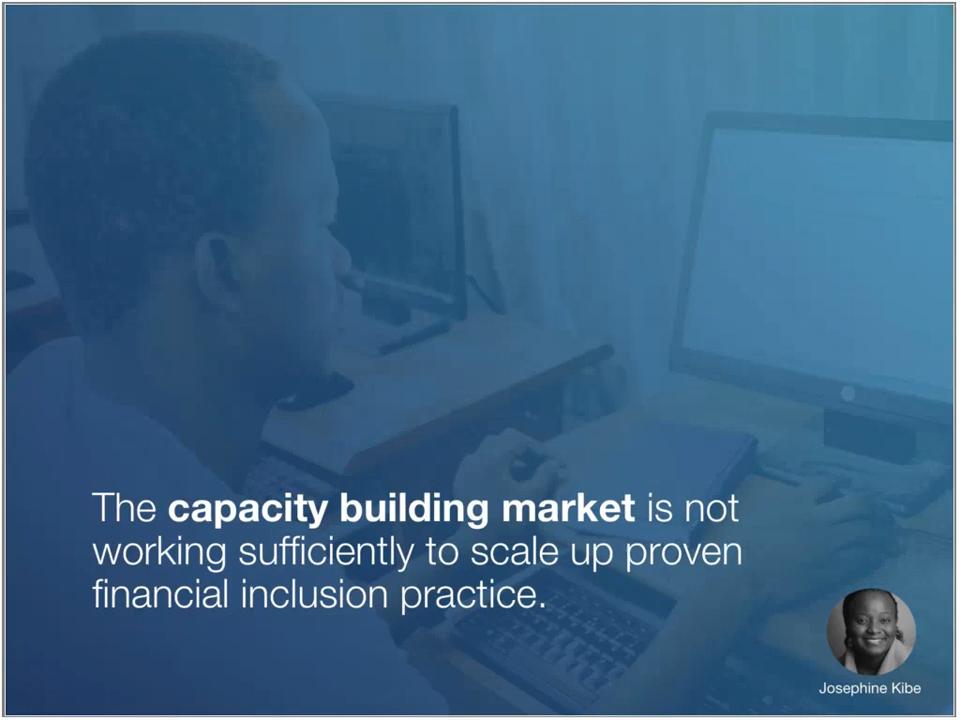 The capacity building market is not
working sufficiently to scale up proven
financial inclusion practice.
Josephine Kibe